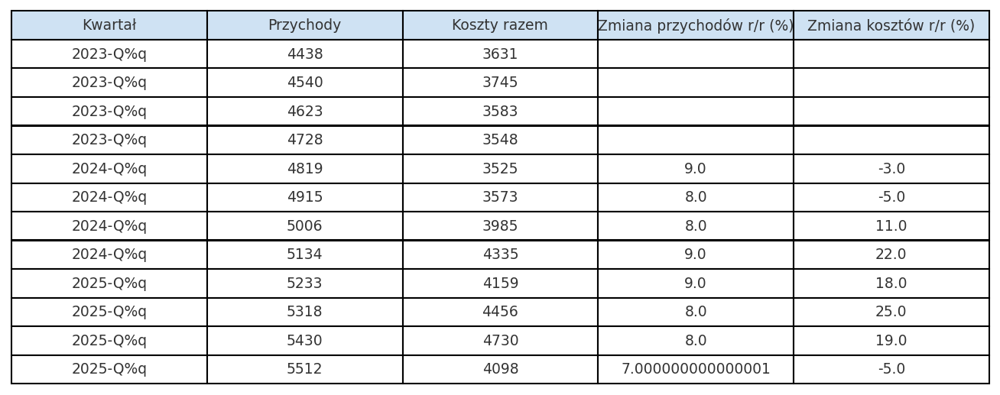 Kwartał Przychody Koszty razem Zmiana przychodów r/r (%) Zmiana kosztów r/r (%)
2023-Q%q 4438 3631
2023-Q%q 4540 3745
2023-Q%q 4623 3583
2023-Q%q 4728 3548
2024-Q%q 4819 3525 9.0 -3.0
2024-Q%q 4915 3573 8.0 -5.0
2024-Q%q 5006 3985 8.0 11.0
2024-Q%q 5134 4335 9.0 22.0
2025-Q%q 5233 4159 9.0 18.0
2025-Q%q 5318 4456 8.0 25.0
2025-Q%q 5430 4730 8.0 19.0
2025-Q%q 5512 4098 7.000000000000001 -5.0